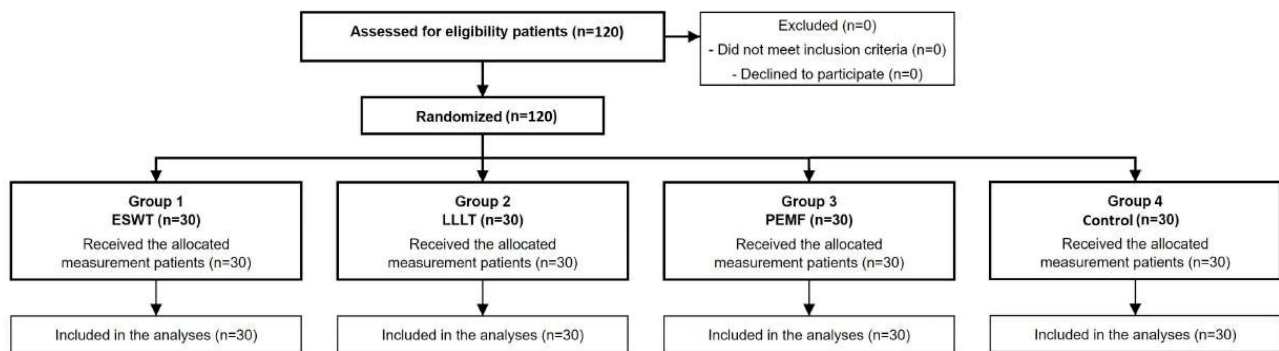 Assessed for eligibility patients (n=120)
Excluded (n=0)
- Did not meet inclusion criteria (n=0)
- Declined to participate (n=0)
Randomized (n=120)
Group 1
ESWT (n=30)
Received the allocated
measurement patients (n=30)
Group 2
LLLT (n=30)
Received the allocated
measurement patients (n=30)
Group 3
PEMF (n=30)
Received the allocated
measurement patients (n=30)
Group 4
Control (n=30)
Received the allocated
measurement patients (n=30)
Included in the analyses (n=30)
Included in the analyses (n=30)
Included in the analyses (n=30)
Included in the analyses (n=30)